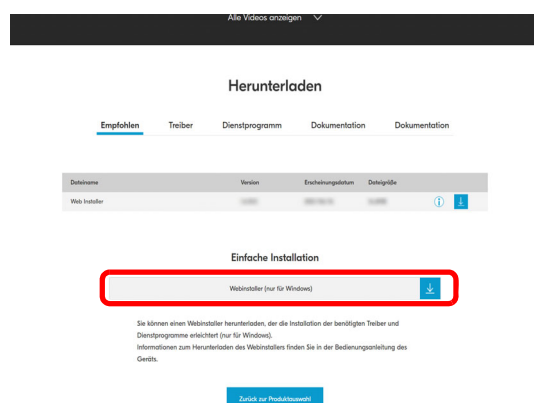 Alle Videos anzeigen
Herunterladen
Empfohlen Treiber Dienstprogramm Dokumentation Dokumentation
Dateiname Version Erscheinungsdatum Dateigröße
Web Installer
Einfache Installation
Webinstaller (nur für Windows)
Sie können einen Webinstaller herunterladen, der die Installation der benötigten Treiber und
Dienstprogramme erleichtert (nur für Windows).
Informationen zum Herunterladen des Webinstallers finden Sie in der Bedienungsanleitung des
Geräts.
Zurück zur Produktauswahl